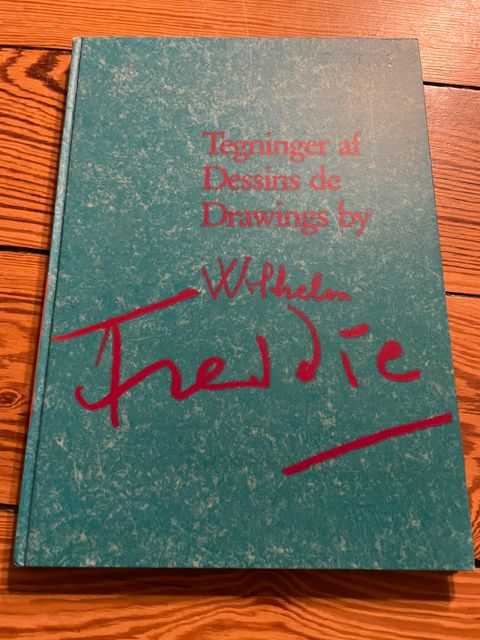 Tegninger af
Dessins de
Drawings by
Wilhelm
Freddie